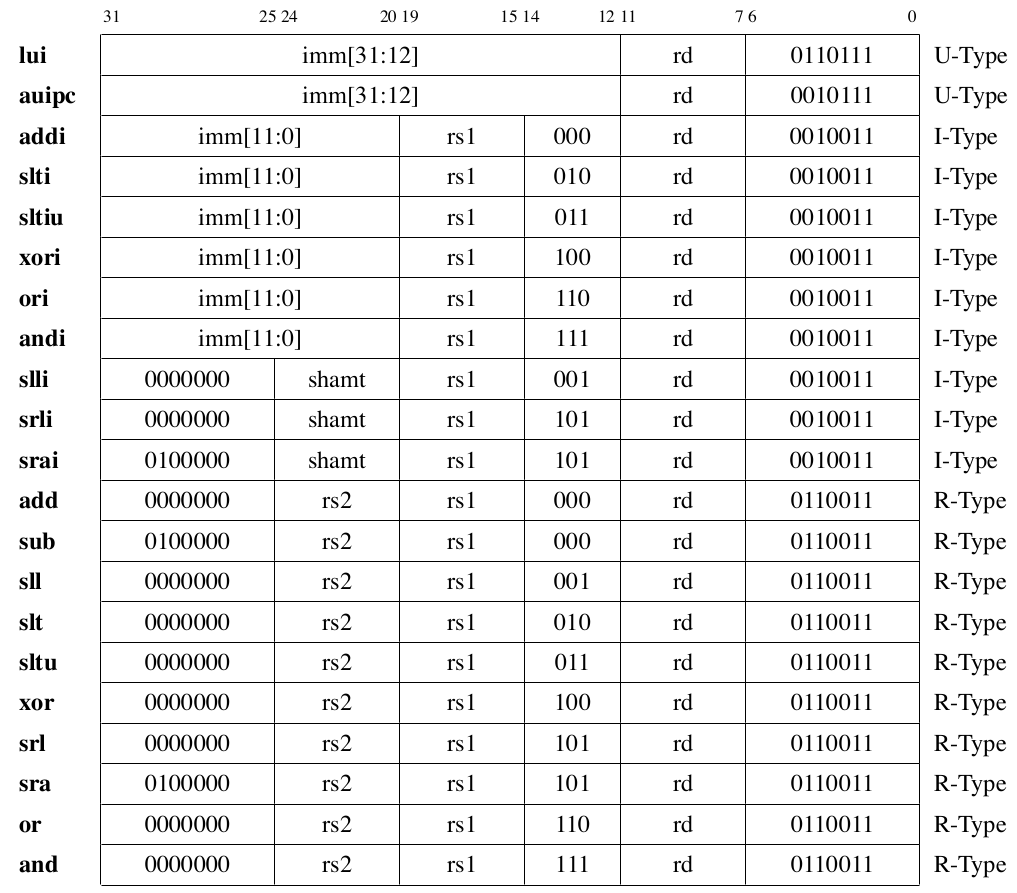 31 25 24 20 19 15 14 12 11 7 6 0
lui imm[31:12] rd 0110111 U-Type
auipc imm[31:12] rd 0010111 U-Type
addi imm[11:0] rs1 000 rd 0010011 I-Type
slti imm[11:0] rs1 010 rd 0010011 I-Type
sltiu imm[11:0] rs1 011 rd 0010011 I-Type
xori imm[11:0] rs1 100 rd 0010011 I-Type
ori imm[11:0] rs1 110 rd 0010011 I-Type
andi imm[11:0] rs1 111 rd 0010011 I-Type
slli 0000000 shamt rs1 001 rd 0010011 I-Type
srli 0000000 shamt rs1 101 rd 0010011 I-Type
srai 0100000 shamt rs1 101 rd 0010011 I-Type
add 0000000 rs2 rs1 000 rd 0110011 R-Type
sub 0100000 rs2 rs1 000 rd 0110011 R-Type
sll 0000000 rs2 rs1 001 rd 0110011 R-Type
slt 0000000 rs2 rs1 010 rd 0110011 R-Type
sltu 0000000 rs2 rs1 011 rd 0110011 R-Type
xor 0000000 rs2 rs1 100 rd 0110011 R-Type
srl 0000000 rs2 rs1 101 rd 0110011 R-Type
sra 0100000 rs2 rs1 101 rd 0110011 R-Type
or 0000000 rs2 rs1 110 rd 0110011 R-Type
and 0000000 rs2 rs1 111 rd 0110011 R-Type